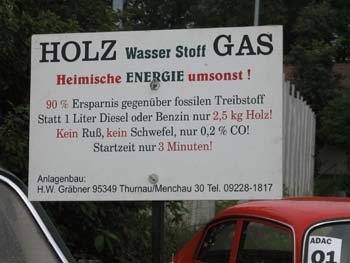 HOLZ Wasser Stoff GAS
Heimische ENERGIE umsonst !
90 % Ersparnis gegenüber fossilen Treibstoff
Statt 1 Liter Diesel oder Benzin nur 2,5 kg Holz!
Kein Ruß, kein Schwefel, nur 0,2 % CO!
Startzeit nur 3 Minuten!
Anlagenbau:
H.W. Gräbner 95349 Thurnau/Menchau 30 Tel. 09228-1817
ADAC
01